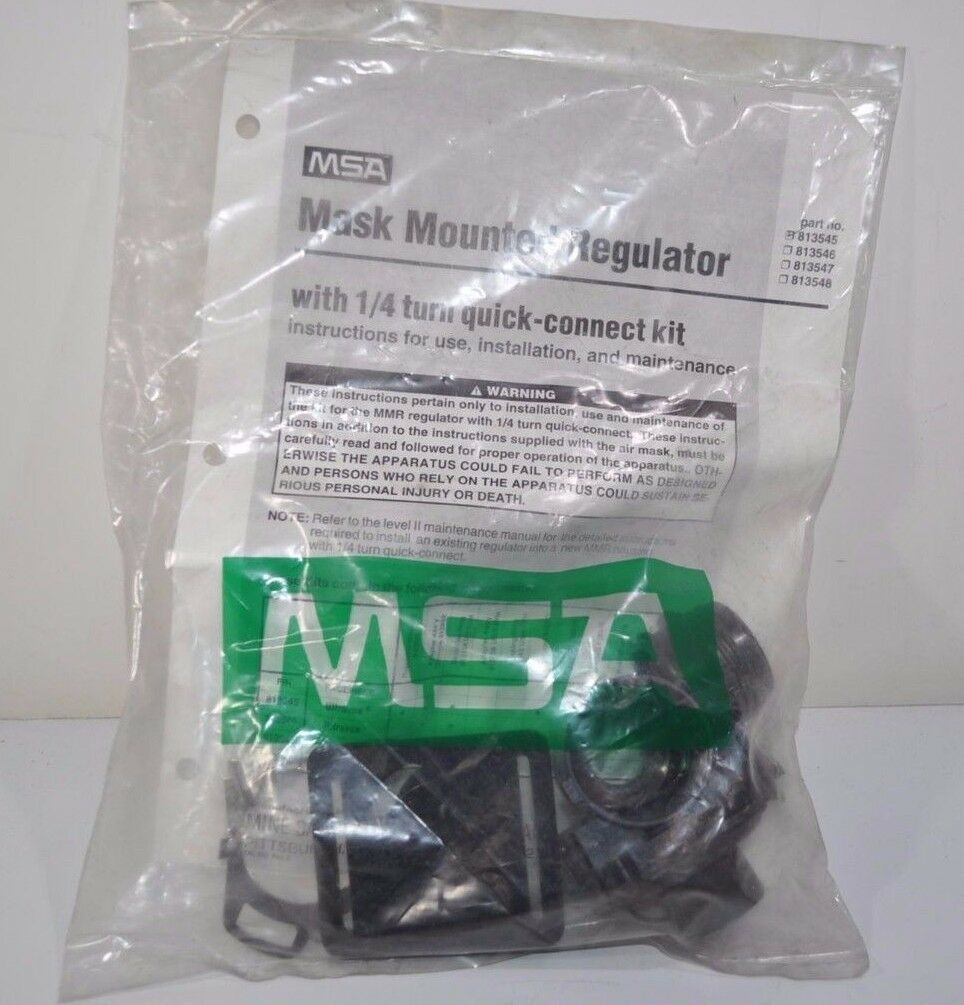 MSA
Mask Mounted Regulator
part no.
813545
813546
813547
813548
with 1/4 turn quick-connect kit
instructions for use, installation, and maintenance
WARNING
These instructions pertain only to installation, use and maintenance of
the kit for the MMR regulator with 1/4 turn quick-connect. These instruc-
tions in addition to the instructions supplied with the air mask, must be
carefully read and followed for proper operation of the apparatus.. OTH-
ERWISE THE APPARATUS COULD FAIL TO PERFORM AS DESIGNED
AND PERSONS WHO RELY ON THE APPARATUS COULD SUSTAIN SE-
RIOUS PERSONAL INJURY OR DEATH.
NOTE: Refer to the level II maintenance manual for the detailed instructions
required to install an existing regulator into a new MMR
with 1/4 turn quick-connect.
MSA
MINE